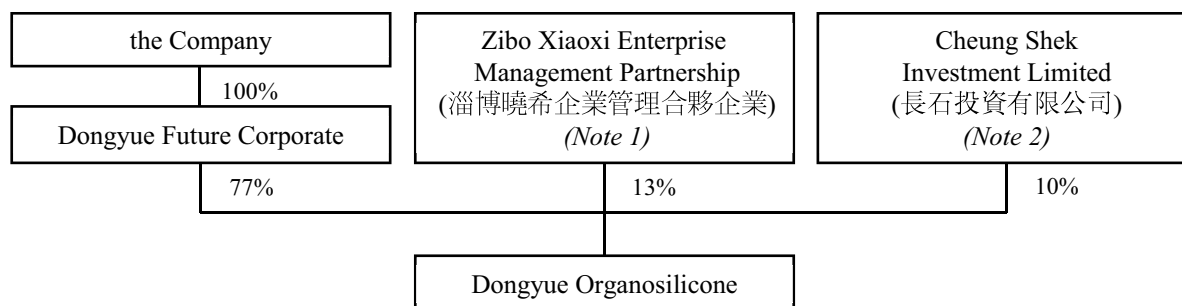 the Company
100%
Dongyue Future Corporate
77%
Zibo Xiaoxi Enterprise
Management Partnership
(淄博曉希企業管理合夥企業)
(Note 1)
13%
Cheung Shek
Investment Limited
(長石投資有限公司)
(Note 2)
10%
Dongyue Organosilicone